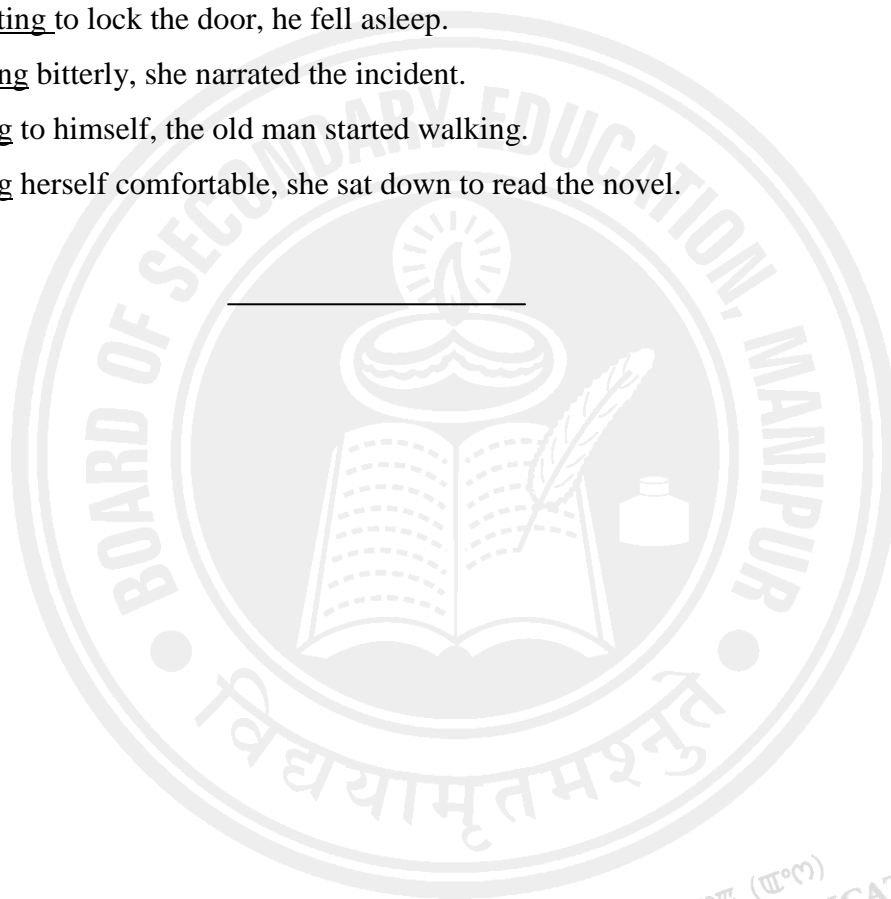 ting to lock the door, he fell asleep.
ng bitterly, she narrated the incident.
g to himself, the old man started walking.
g herself comfortable, she sat down to read the novel.
BOARD OF SECONDARY EDUCATION, MANIPUR
विद्ययामृतमश्नुते
(ꯑꯦꯝ)